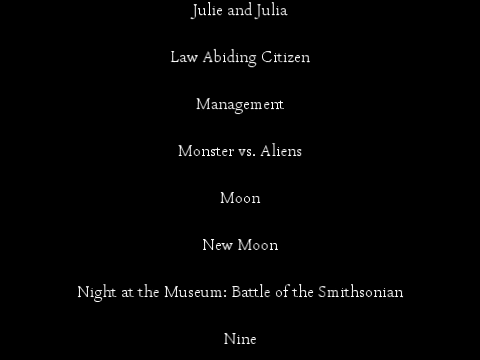 Julie and Julia
Law Abiding Citizen
Management
Monster vs. Aliens
Moon
New Moon
Night at the Museum: Battle of the Smithsonian
Nine